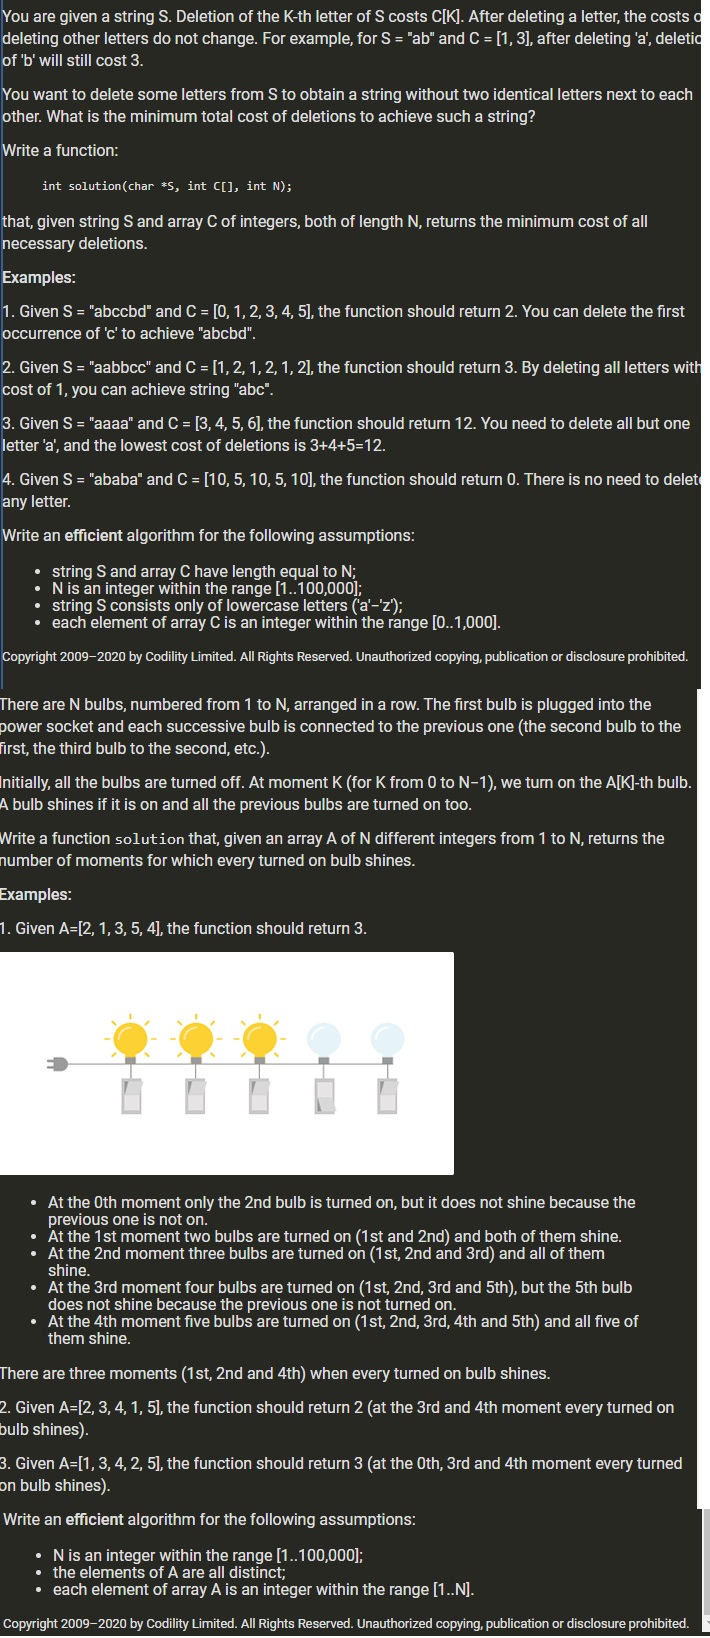 You are given a string S. Deletion of the K-th letter of S costs C[K]. After deleting a letter, the costs o
deleting other letters do not change. For example, for S = "ab" and C = [1, 3], after deleting 'a', deletic
of 'b' will still cost 3.
You want to delete some letters from S to obtain a string without two identical letters next to each
other. What is the minimum total cost of deletions to achieve such a string?
Write a function:
int solution(char *S, int C[], int N);
that, given string S and array C of integers, both of length N, returns the minimum cost of all
necessary deletions.
Examples:
1. Given S = "abccbd" and C = [0, 1, 2, 3, 4, 5], the function should return 2. You can delete the first
occurrence of 'c' to achieve "abcbd".
2. Given S = "aabbcc" and C = [1, 2, 1, 2, 1, 2], the function should return 3. By deleting all letters with
cost of 1, you can achieve string "abc".
3. Given S = "aaaa" and C = [3, 4, 5, 6], the function should return 12. You need to delete all but one
letter 'a', and the lowest cost of deletions is 3+4+5=12.
4. Given S = "ababa" and C = [10, 5, 10, 5, 10], the function should return 0. There is no need to delete
any letter.
Write an efficient algorithm for the following assumptions:
• string S and array C have length equal to N;
• N is an integer within the range [1..100,000];
• string S consists only of lowercase letters ('a'−'z');
• each element of array C is an integer within the range [0..1,000].
Copyright 2009–2020 by Codility Limited. All Rights Reserved. Unauthorized copying, publication or disclosure prohibited.
There are N bulbs, numbered from 1 to N, arranged in a row. The first bulb is plugged into the
power socket and each successive bulb is connected to the previous one (the second bulb to the
first, the third bulb to the second, etc.).
Initially, all the bulbs are turned off. At moment K (for K from 0 to N−1), we turn on the A[K]-th bulb.
A bulb shines if it is on and all the previous bulbs are turned on too.
Write a function solution that, given an array A of N different integers from 1 to N, returns the
number of moments for which every turned on bulb shines.
Examples:
1. Given A=[2, 1, 3, 5, 4], the function should return 3.
• At the 0th moment only the 2nd bulb is turned on, but it does not shine because the
previous one is not on.
• At the 1st moment two bulbs are turned on (1st and 2nd) and both of them shine.
• At the 2nd moment three bulbs are turned on (1st, 2nd and 3rd) and all of them
shine.
• At the 3rd moment four bulbs are turned on (1st, 2nd, 3rd and 5th), but the 5th bulb
does not shine because the previous one is not turned on.
• At the 4th moment five bulbs are turned on (1st, 2nd, 3rd, 4th and 5th) and all five of
them shine.
There are three moments (1st, 2nd and 4th) when every turned on bulb shines.
2. Given A=[2, 3, 4, 1, 5], the function should return 2 (at the 3rd and 4th moment every turned on
bulb shines).
3. Given A=[1, 3, 4, 2, 5], the function should return 3 (at the 0th, 3rd and 4th moment every turned
on bulb shines).
Write an efficient algorithm for the following assumptions:
• N is an integer within the range [1..100,000];
• the elements of A are all distinct;
• each element of array A is an integer within the range [1..N].
Copyright 2009–2020 by Codility Limited. All Rights Reserved. Unauthorized copying, publication or disclosure prohibited.